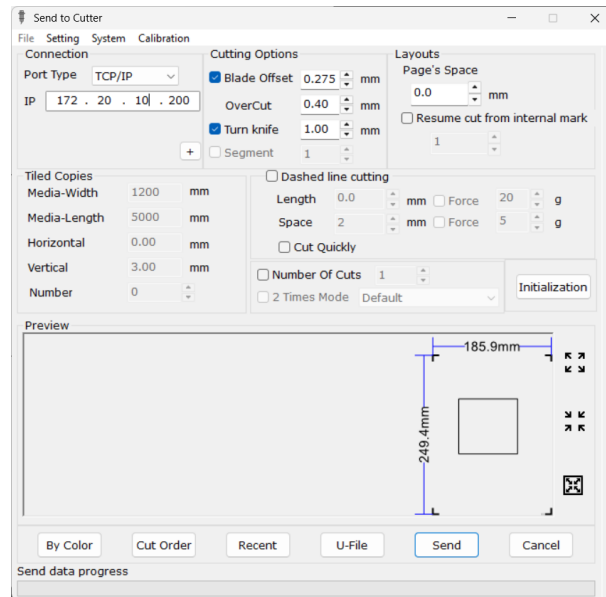 Send to Cutter
File Setting System Calibration
Connection
Port Type TCP/IP
IP 172 . 20 . 10 . 200
+
Cutting Options
Blade Offset 0.275 mm
OverCut 0.40 mm
Turn knife 1.00 mm
Segment 1
Layouts
Page's Space
0.0 mm
Resume cut from internal mark
1
Tiled Copies
Media-Width 1200 mm
Media-Length 5000 mm
Horizontal 0.00 mm
Vertical 3.00 mm
Number 0
Dashed line cutting
Length 0.0 mm Force 20 g
Space 2 mm Force 5 g
Cut Quickly
Number Of Cuts 1
2 Times Mode Default
Initialization
Preview
185.9mm
249.4mm
By Color Cut Order Recent U-File Send Cancel
Send data progress